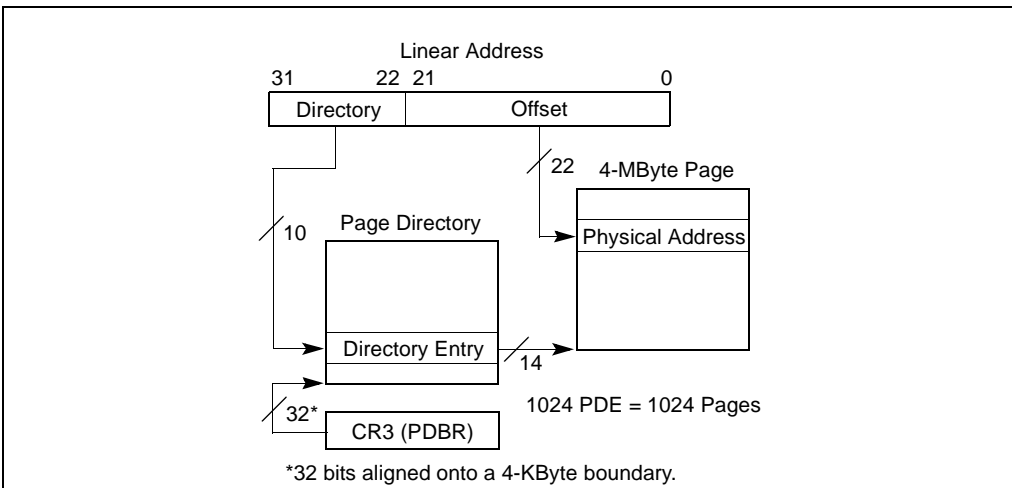 Linear Address
31 22 21 0
Directory Offset
22 4-MByte Page
10 Page Directory
Physical Address
Directory Entry
14
32*
1024 PDE = 1024 Pages
CR3 (PDBR)
*32 bits aligned onto a 4-KByte boundary.